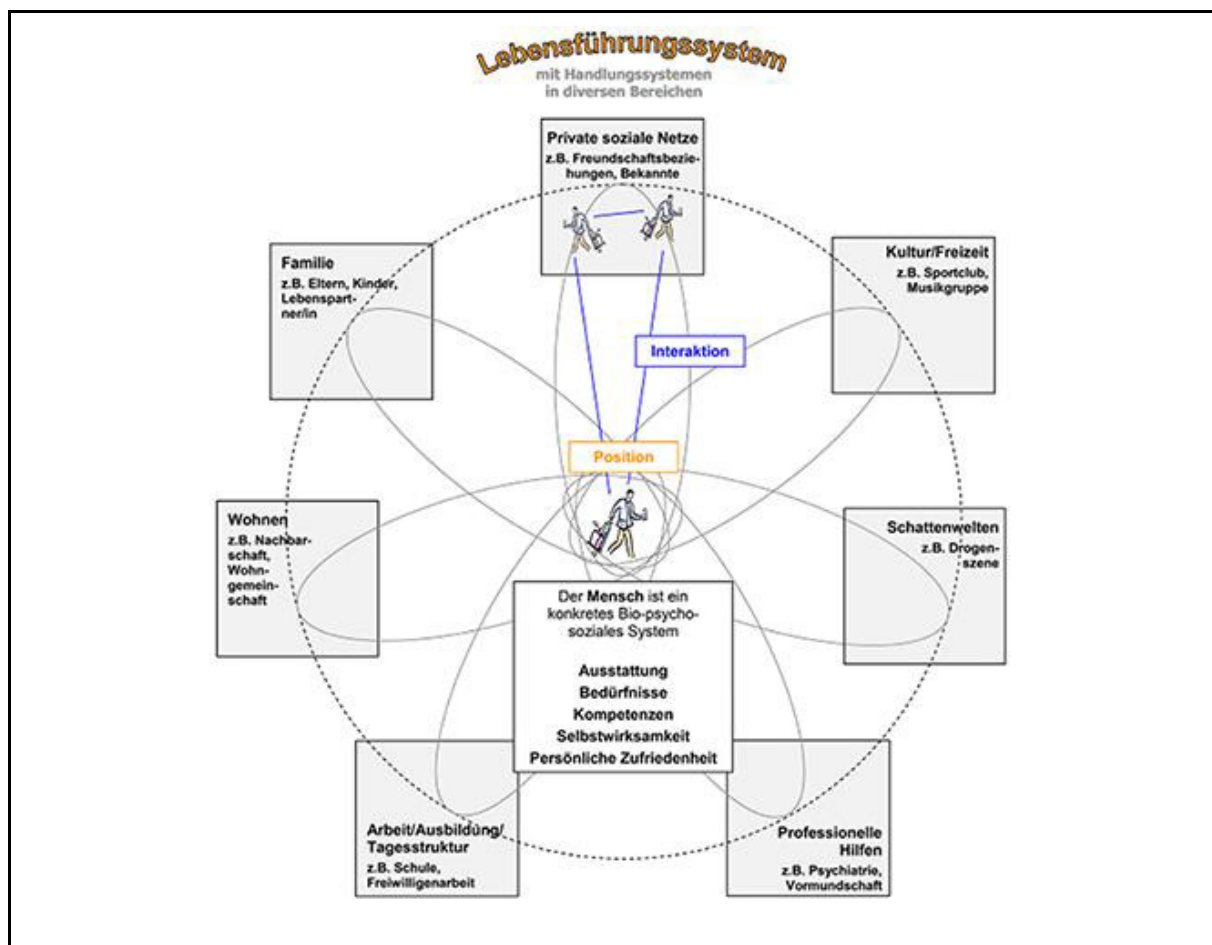 Lebensführungssystem
mit Handlungssystemen
in diversen Bereichen
Private soziale Netze
z.B. Freundschaftsbezie-
hungen, Bekannte
Familie
z.B. Eltern, Kinder,
Lebenspart-
ner/in
Kultur/Freizeit
z.B. Sportclub,
Musikgruppe
Interaktion
Position
Wohnen
z.B. Nachbar-
schaft,
Wohn-
gemein-
schaft
Schattenwelten
z.B. Drogen-
szene
Der Mensch ist ein
konkretes Bio-psycho-
soziales System
Ausstattung
Bedürfnisse
Kompetenzen
Selbstwirksamkeit
Persönliche Zufriedenheit
Arbeit/Ausbildung/
Tagesstruktur
z.B. Schule,
Freiwilligenarbeit
Professionelle
Hilfen
z.B. Psychiatrie,
Vormundschaft